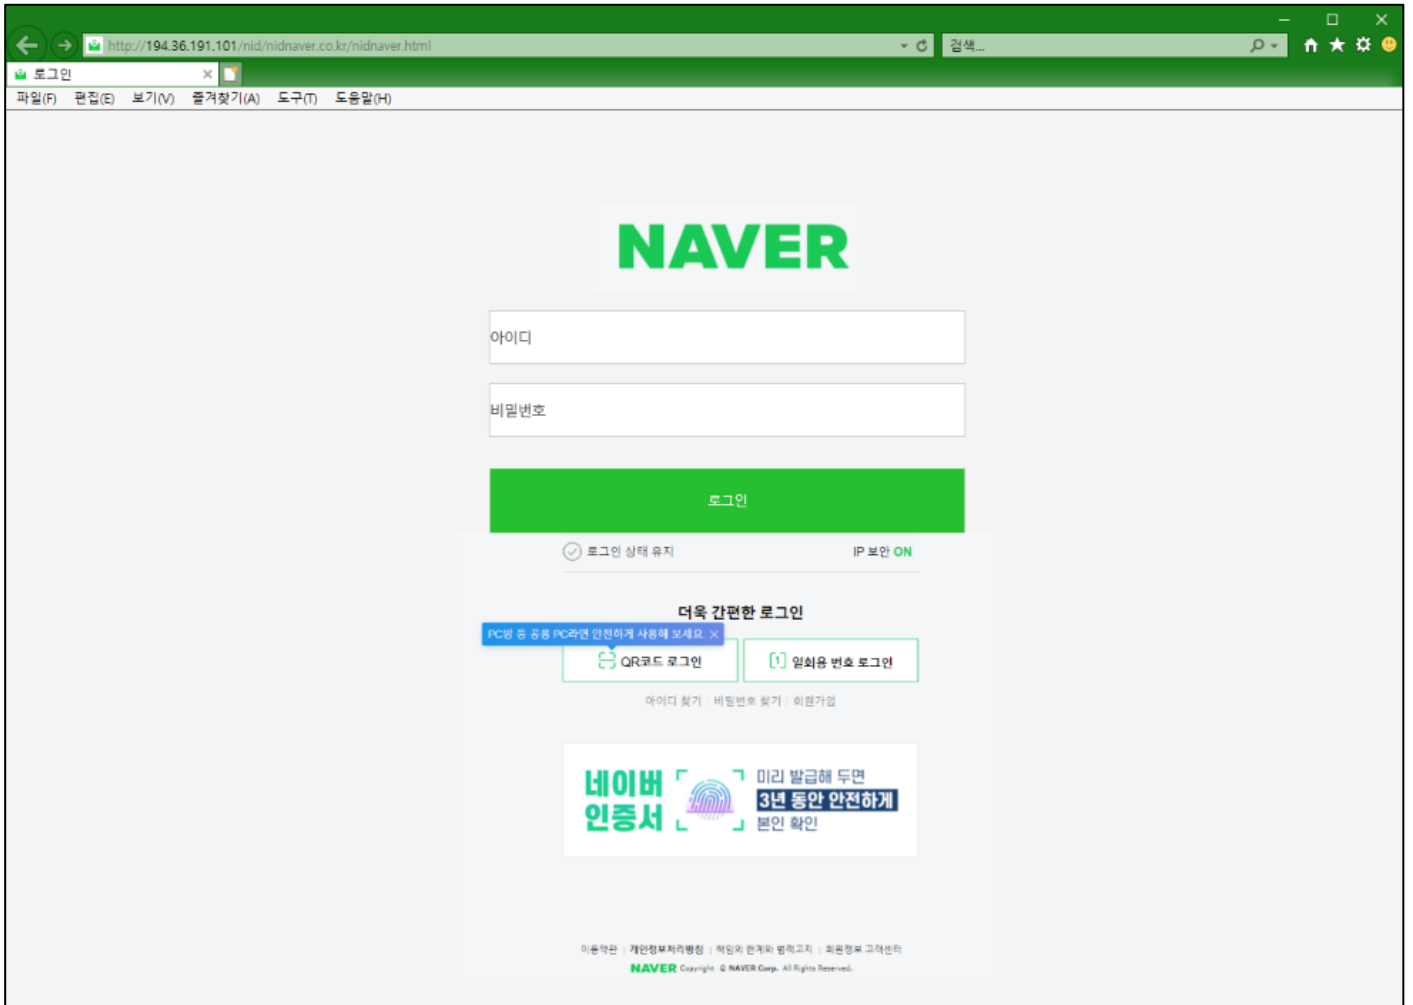 http://194.36.191.101/nid/nidnaver.co.kr/nidnaver.html
검색...
로그인
파일(F) 편집(E) 보기(V) 즐겨찾기(A) 도구(T) 도움말(H)
NAVER
아이디
비밀번호
로그인
로그인 상태 유지
IP 보안 ON
더욱 간편한 로그인
PC방 등 공용 PC라면 안전하게 사용해 보세요. ×
QR코드 로그인
1 일회용 번호 로그인
아이디 찾기 | 비밀번호 찾기 | 회원가입
네이버
인증서
미리 발급해 두면
3년 동안 안전하게
본인 확인
이용약관 | 개인정보처리방침 | 책임의 한계와 법적고지 | 회원정보 고객센터
NAVER Copyright © NAVER Corp. All Rights Reserved.